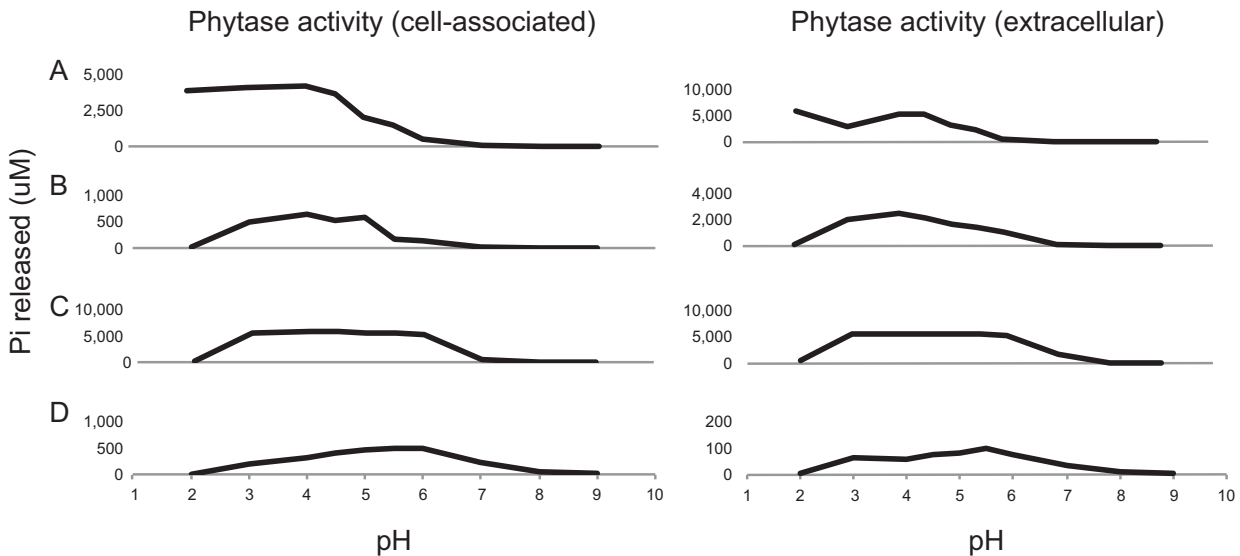 Phytase activity (cell-associated)
Phytase activity (extracellular)
Pi released (uM)
A
5,000
2,500
0
10,000
5,000
0
B
1,000
500
0
4,000
2,000
0
C
10,000
5,000
0
10,000
5,000
0
D
1,000
500
0
200
100
0
1 2 3 4 5 6 7 8 9 10
1 2 3 4 5 6 7 8 9 10
pH
pH